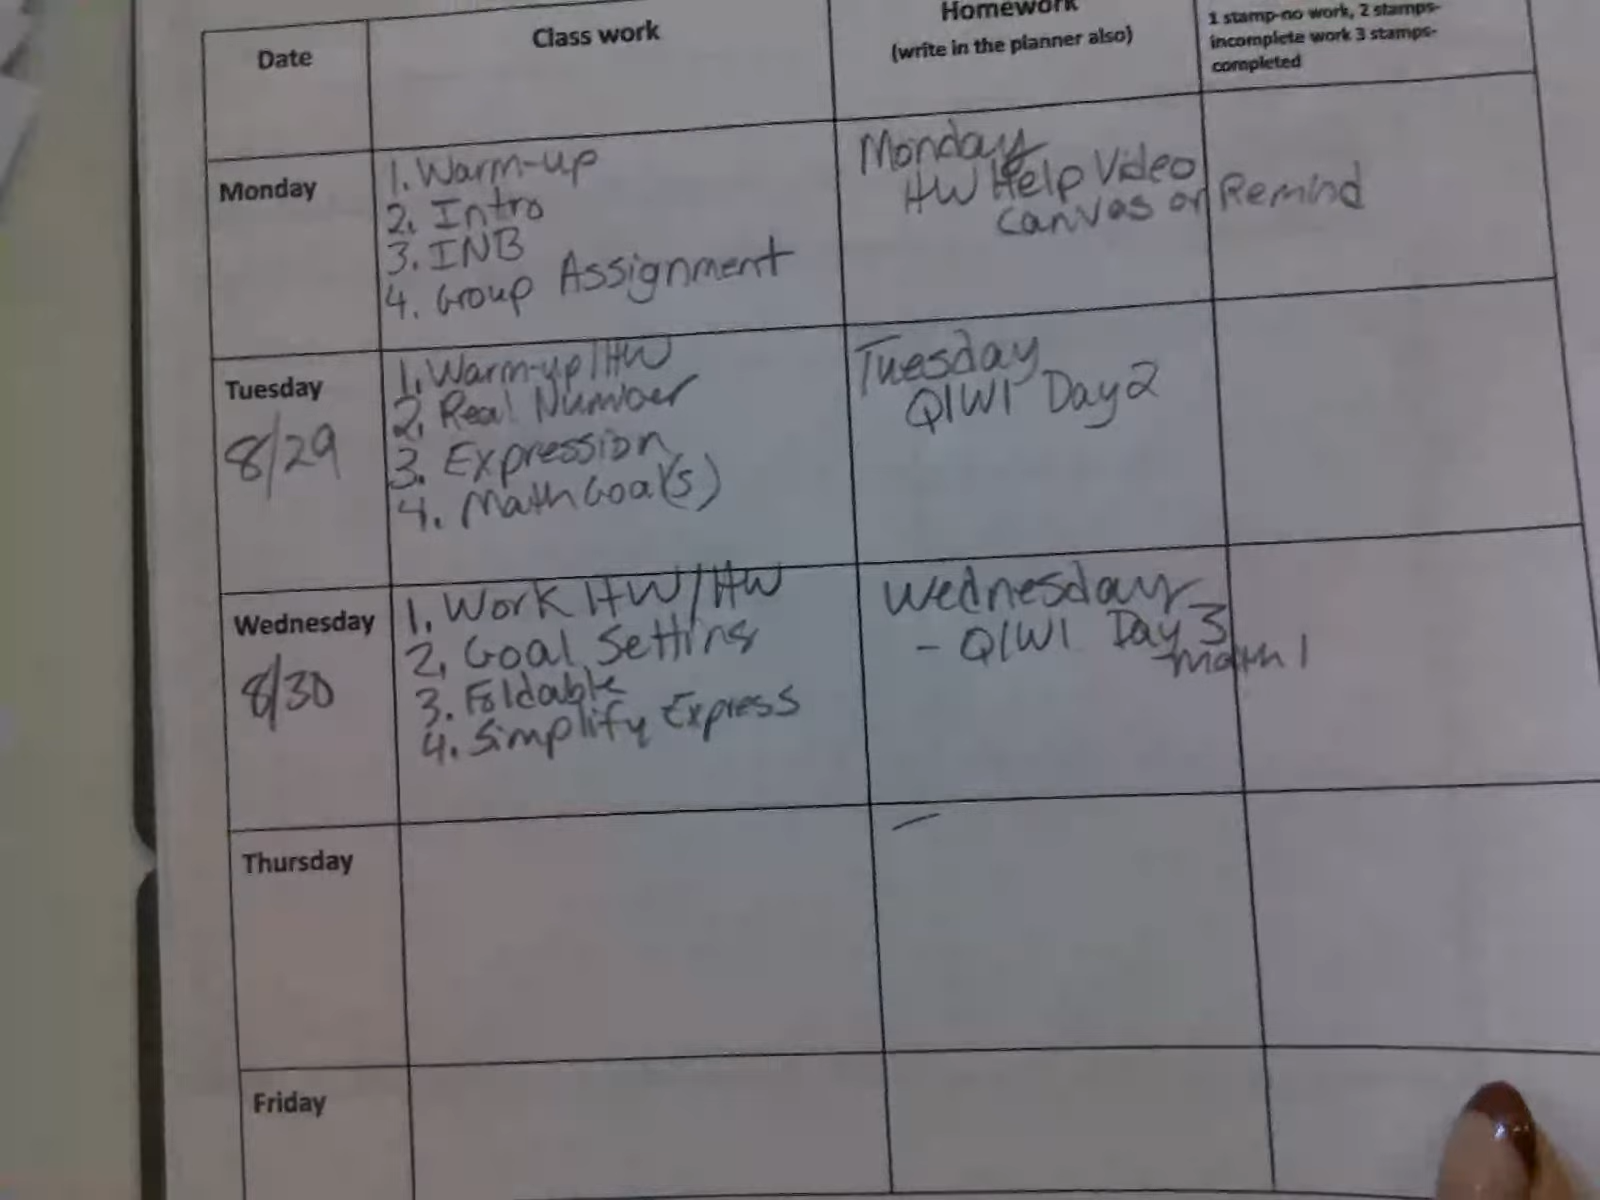 Date
Class work
Homework
(write in the planner also)
1 stamp-no work, 2 stamps-
incomplete work 3 stamps-
completed
Monday
1. Warm-up
2. Intro
3. INB
4. Group Assignment
Monday
HW Help Video
Canvas or Remind
Tuesday
8/29
1. Warm-up/HW
2. Real Number
3. Expression
4. Math Goal(s)
Tuesday
Q1W1 Day 2
Wednesday
8/30
1. Work HW/HW
2. Goal Setting
3. Foldable
4. Simplify Express
Wednesday
- Q1W1 Day 3
Math 1
Thursday
Friday